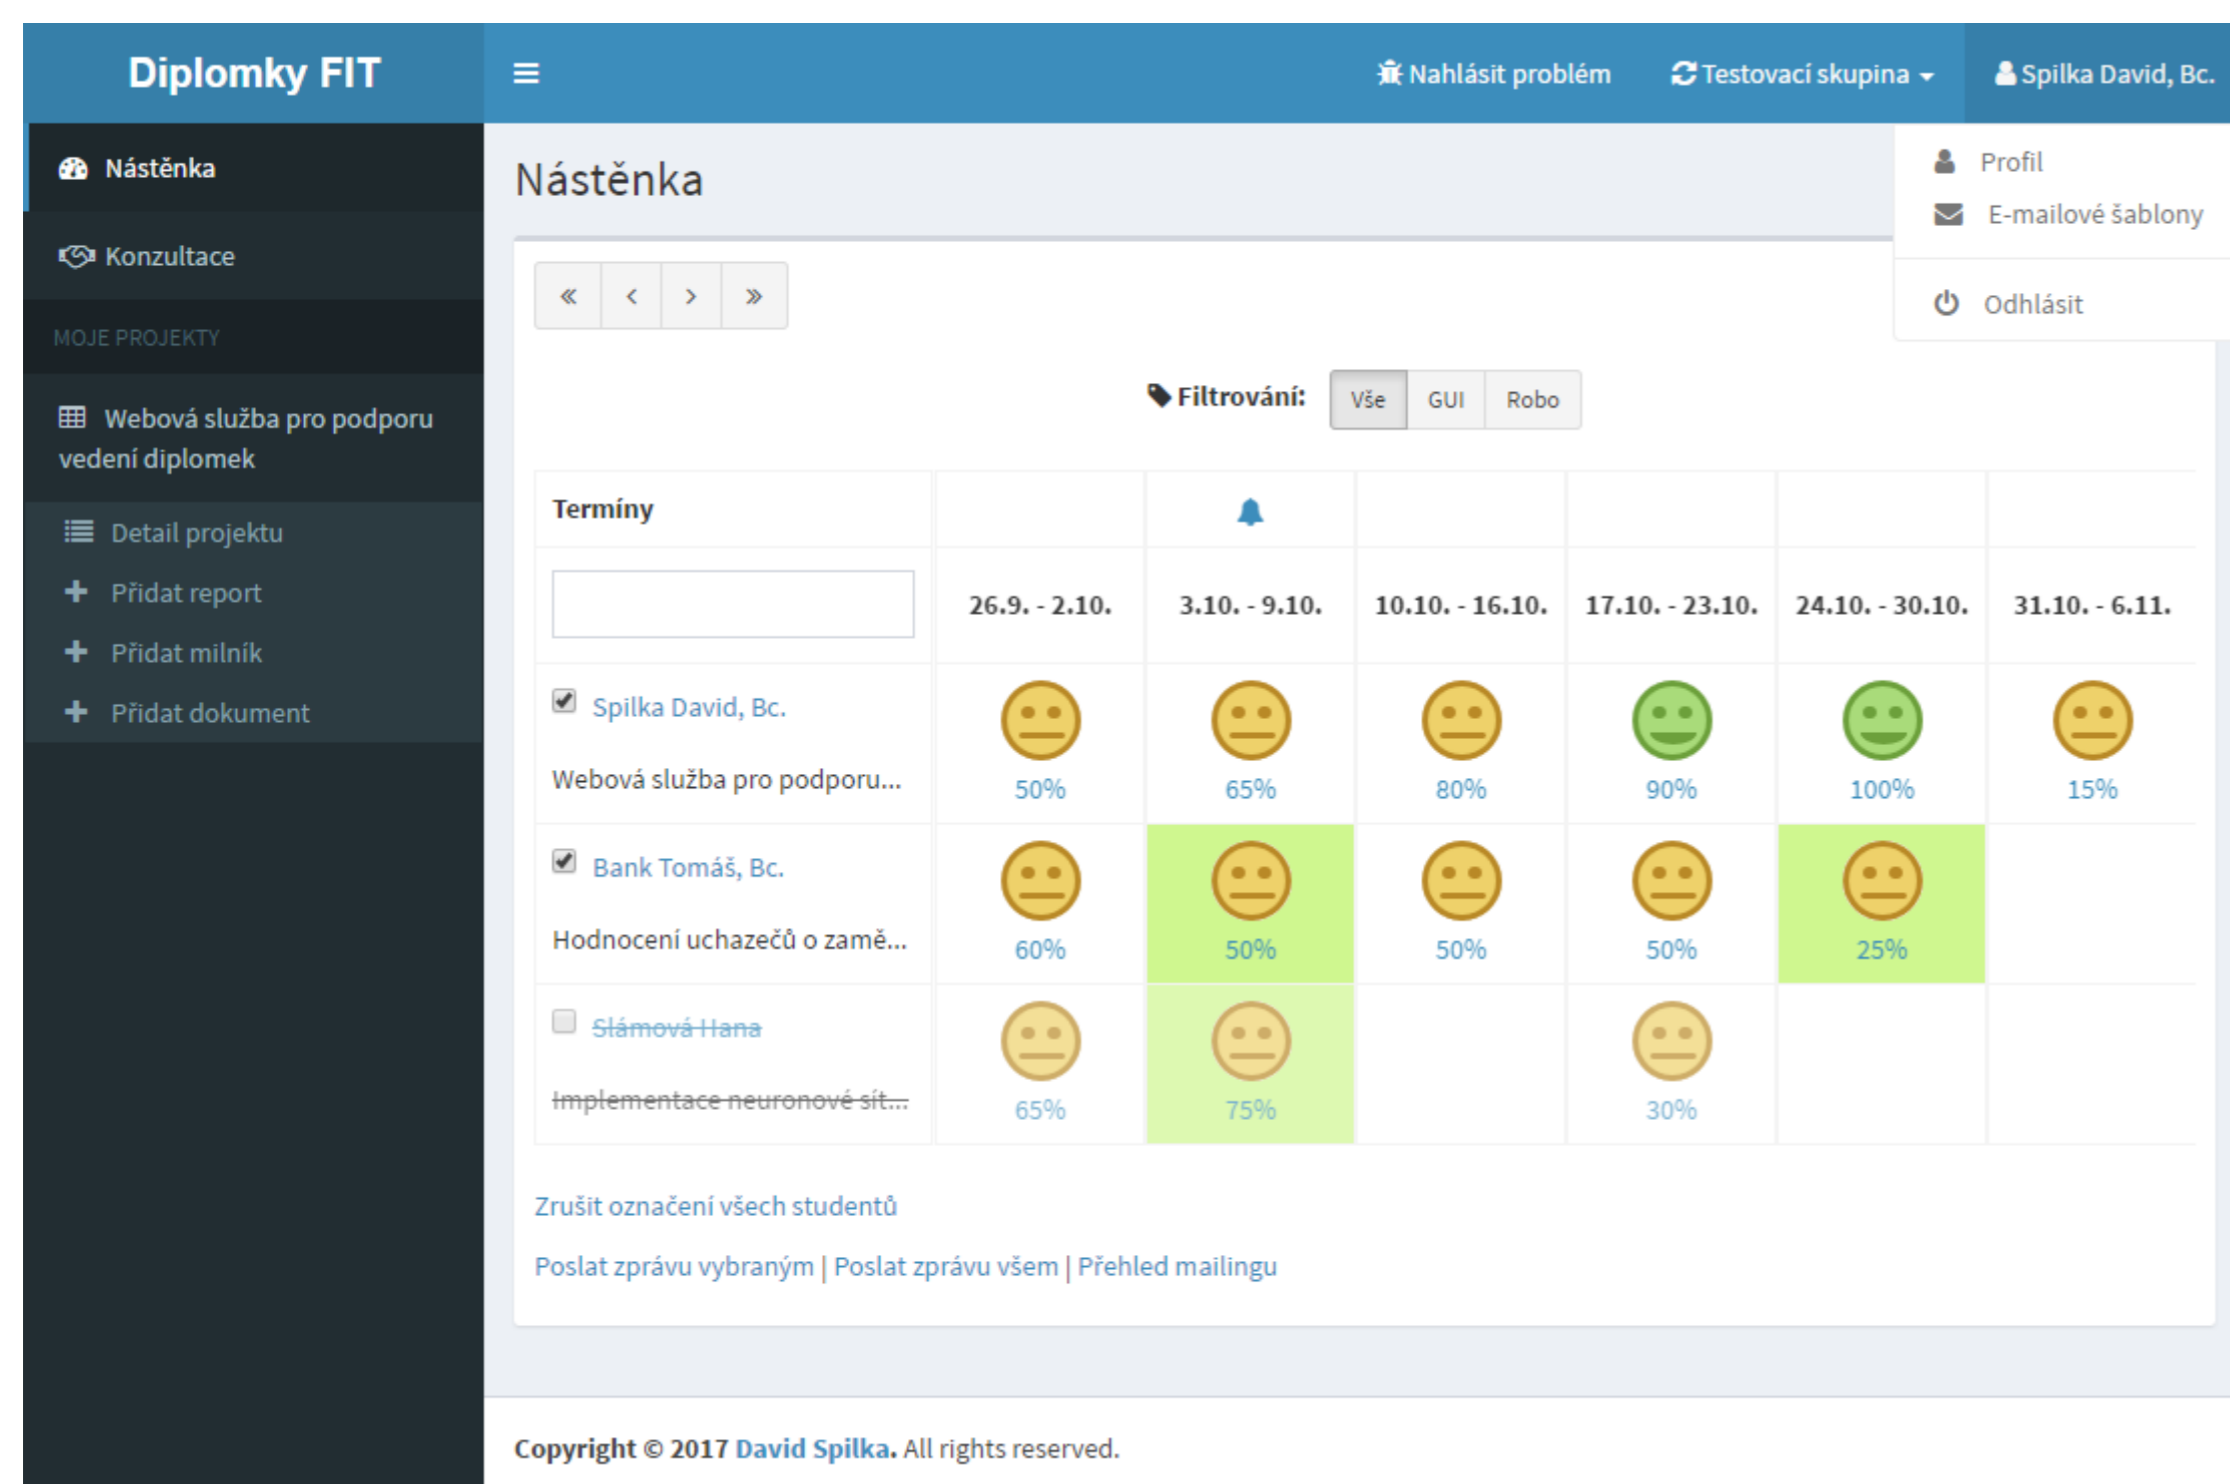 Diplomky FIT
Nahlásit problém
Testovací skupina
Spilka David, Bc.
Profil
E-mailové šablony
Odhlásit
Nástěnka
Konzultace
MOJE PROJEKTY
Webová služba pro podporu
vedení diplomek
Detail projektu
Přidat report
Přidat milník
Přidat dokument
Nástěnka
« ‹ › »
Filtrování: Vše GUI Robo
Termíny
26.9. - 2.10. 3.10. - 9.10. 10.10. - 16.10. 17.10. - 23.10. 24.10. - 30.10. 31.10. - 6.11.
Spilka David, Bc.
Webová služba pro podporu... 50% 65% 80% 90% 100% 15%
Bank Tomáš, Bc.
Hodnocení uchazečů o zamě... 60% 50% 50% 50% 25%
Slámová Hana
Implementace neuronové sít... 65% 75% 30%
Zrušit označení všech studentů
Poslat zprávu vybraným | Poslat zprávu všem | Přehled mailingu
Copyright © 2017 David Spilka. All rights reserved.